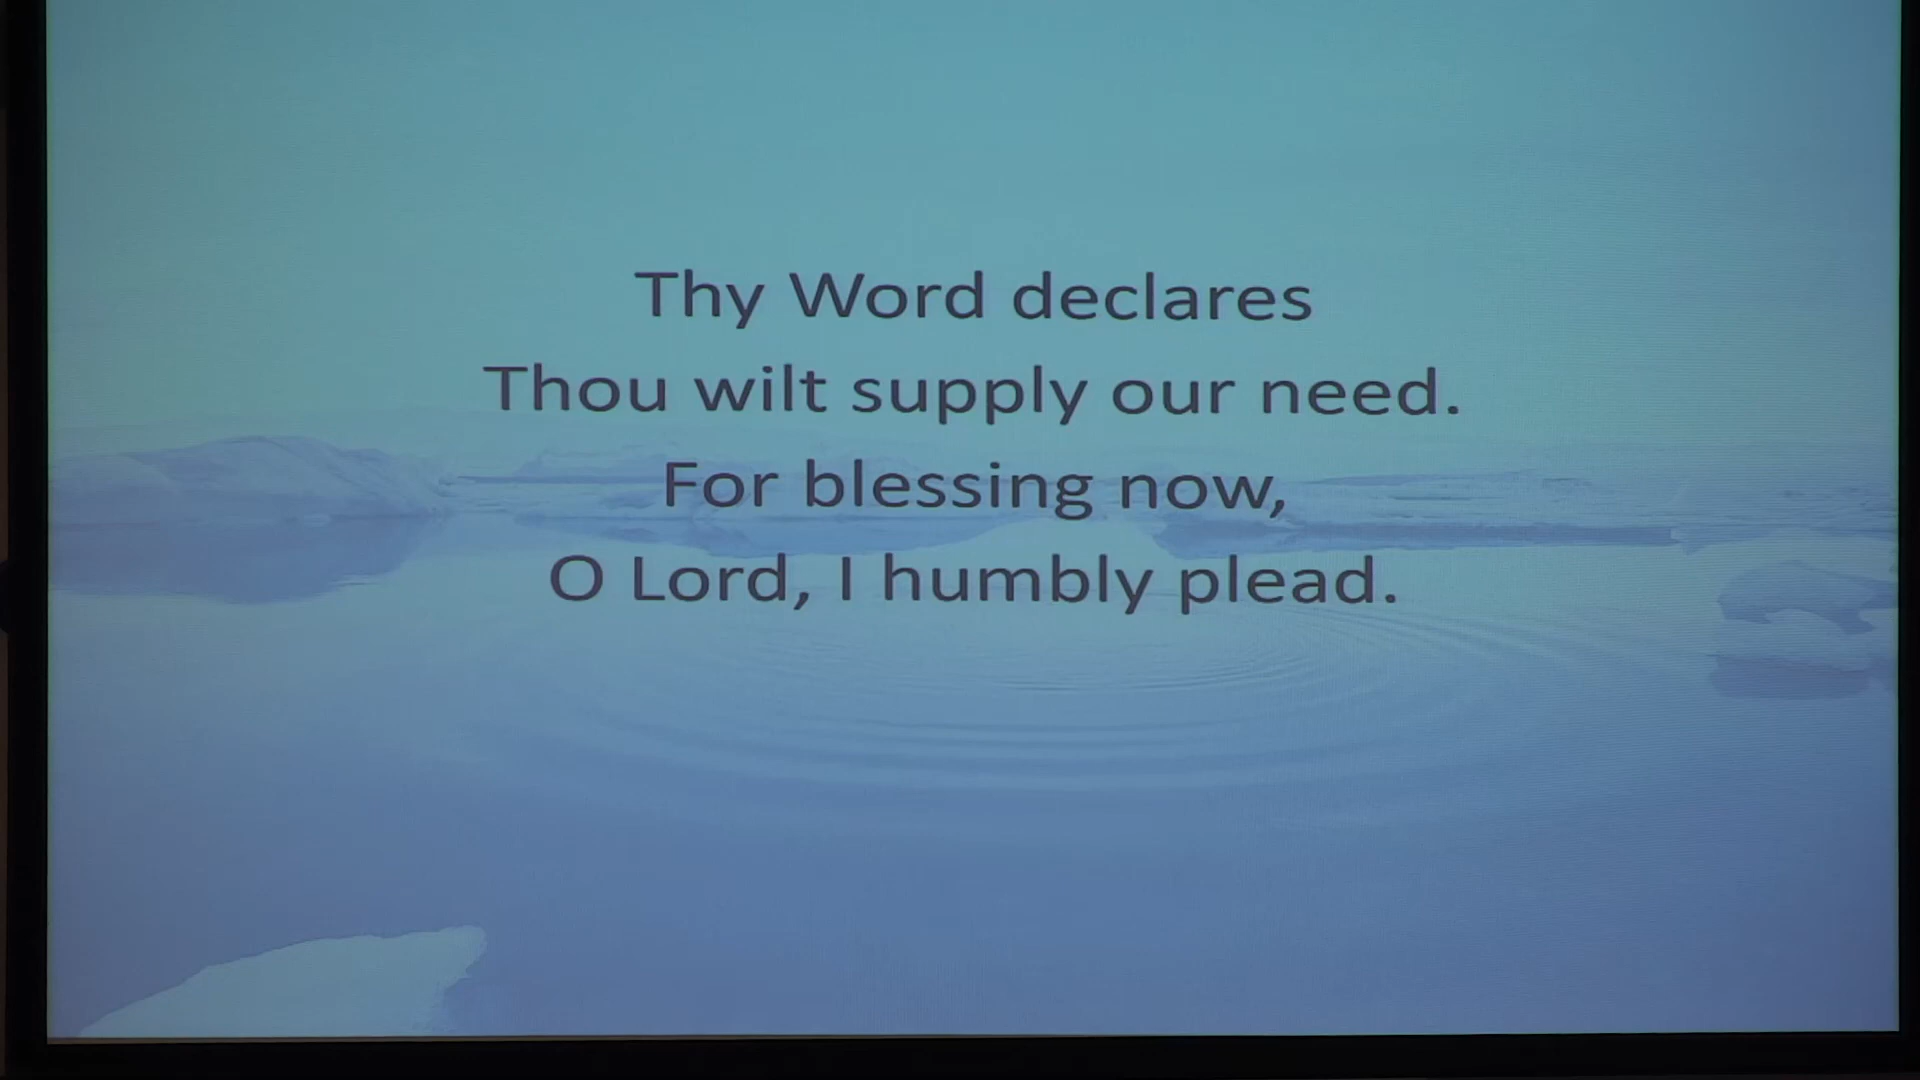 Thy Word declares
Thou wilt supply our need.
For blessing now,
O Lord, I humbly plead.